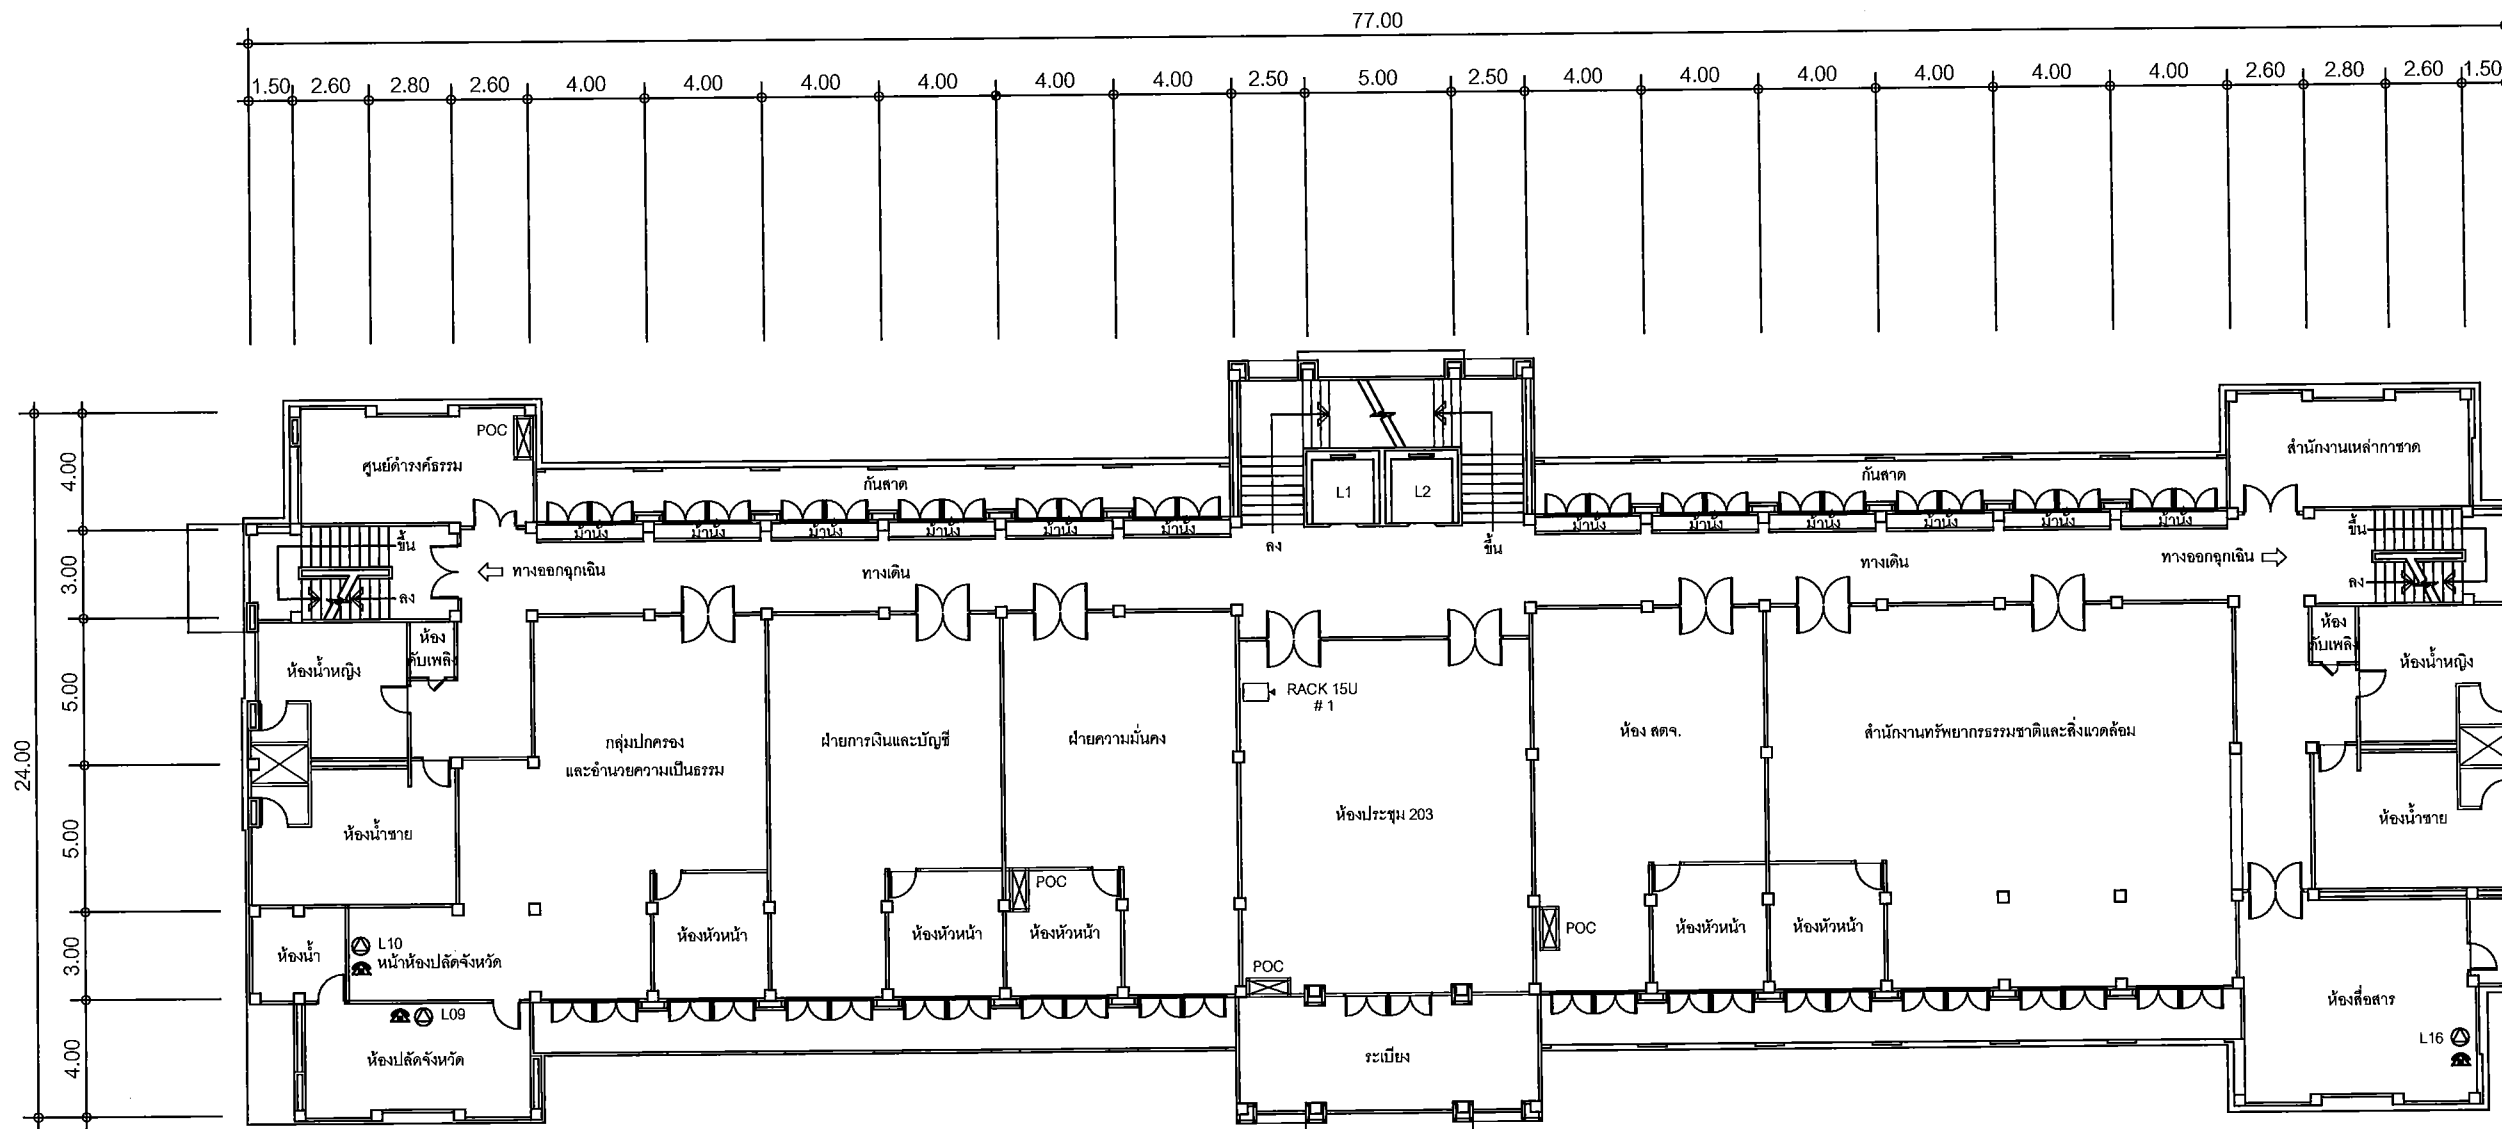 77.00
1.50 2.60 2.80 2.60 4.00 4.00 4.00 4.00 4.00 4.00 2.50 5.00 2.50 4.00 4.00 4.00 4.00 4.00 4.00 2.60 2.80 2.60 1.50
24.00
4.00
3.00
5.00
5.00
3.00
4.00
POC
ศูนย์ดำรงค์ธรรม
กันสาด
L1 L2
กันสาด
สำนักงานเหล่ากาชาด
ม้านั่ง ม้านั่ง ม้านั่ง ม้านั่ง ม้านั่ง ม้านั่ง
ม้านั่ง ม้านั่ง ม้านั่ง ม้านั่ง ม้านั่ง ม้านั่ง
ขึ้น
ลง
ทางออกฉุกเฉิน
ทางเดิน
ลง
ขึ้น
ทางเดิน
ทางออกฉุกเฉิน
ขึ้น
ลง
ห้อง
ดับเพลิง
ห้องน้ำหญิง
ห้อง
ดับเพลิง
ห้องน้ำหญิง
RACK 15U
# 1
กลุ่มปกครอง
และอำนวยความเป็นธรรม
ฝ่ายการเงินและบัญชี
ฝ่ายความมั่นคง
ห้อง สตจ.
สำนักงานทรัพยากรธรรมชาติและสิ่งแวดล้อม
ห้องน้ำชาย
ห้องประชุม 203
ห้องน้ำชาย
POC
ห้องหัวหน้า
ห้องหัวหน้า
ห้องหัวหน้า
POC
ห้องหัวหน้า
ห้องหัวหน้า
ห้องน้ำ
L10
หน้าห้องปลัดจังหวัด
POC
L09
ห้องปลัดจังหวัด
ระเบียง
ห้องสื่อสาร
L16